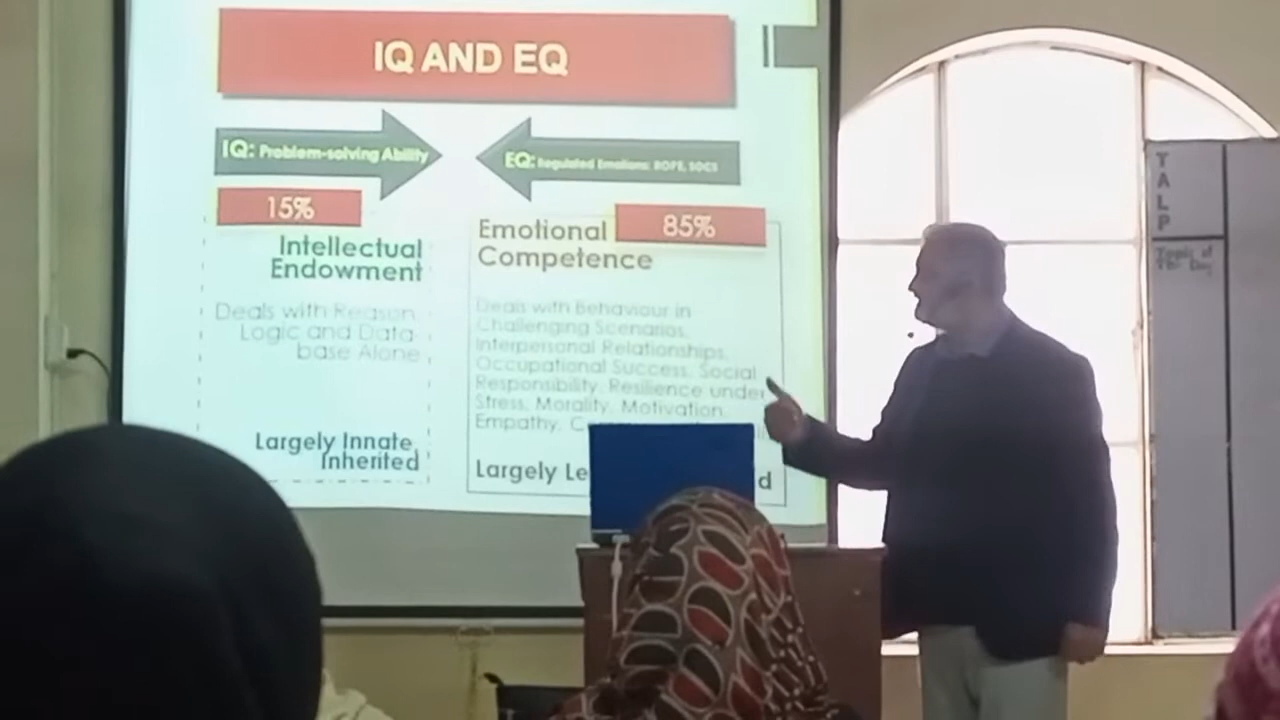 IQ AND EQ
IQ: Problem-solving Ability
EQ: Regulated Emotions: ROPE, SOCS
15%
85%
Intellectual
Endowment
Deals with Reason,
Logic and Data-
base Alone
Largely Innate,
Inherited
Emotional
Competence
Deals with Behaviour in
Challenging Scenarios,
Interpersonal Relationships,
Occupational Success, Social
Responsibility, Resilience under
Stress, Morality, Motivation,
Empathy,
Largely
TALP